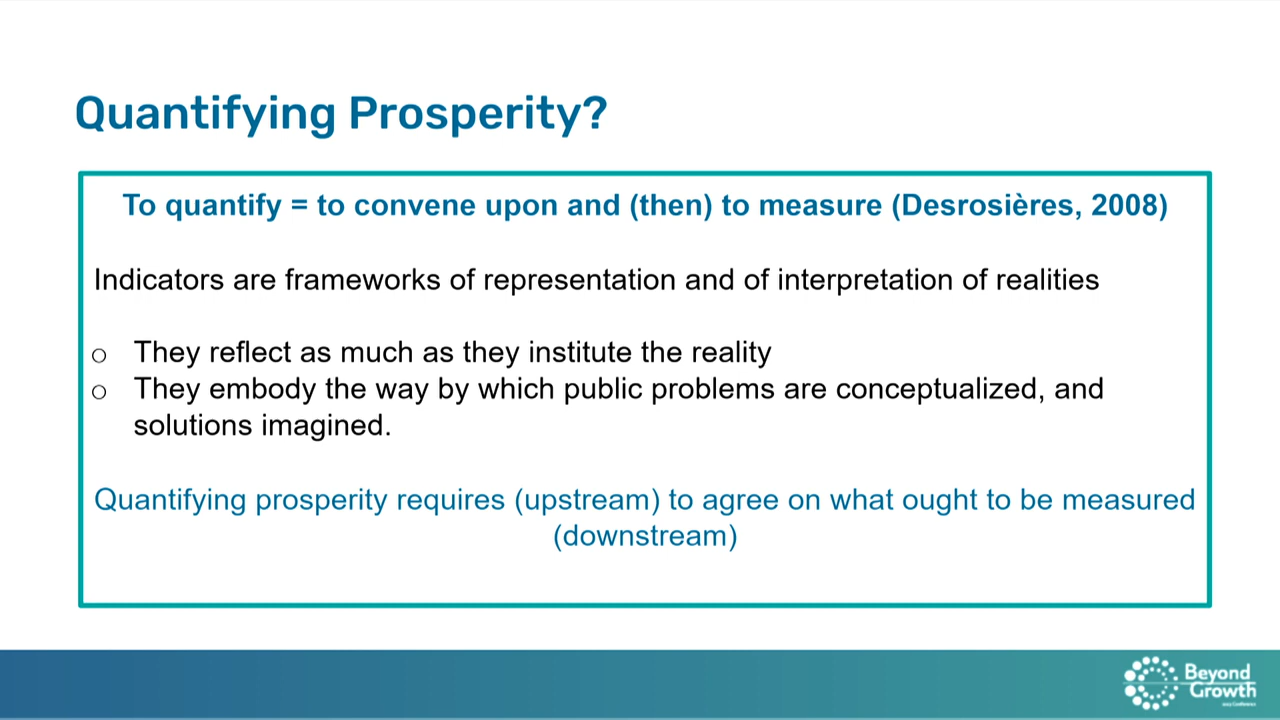 Quantifying Prosperity?
To quantify = to convene upon and (then) to measure (Desrosières, 2008)
Indicators are frameworks of representation and of interpretation of realities
o They reflect as much as they institute the reality
o They embody the way by which public problems are conceptualized, and
solutions imagined.
Quantifying prosperity requires (upstream) to agree on what ought to be measured
(downstream)
Beyond
Growth